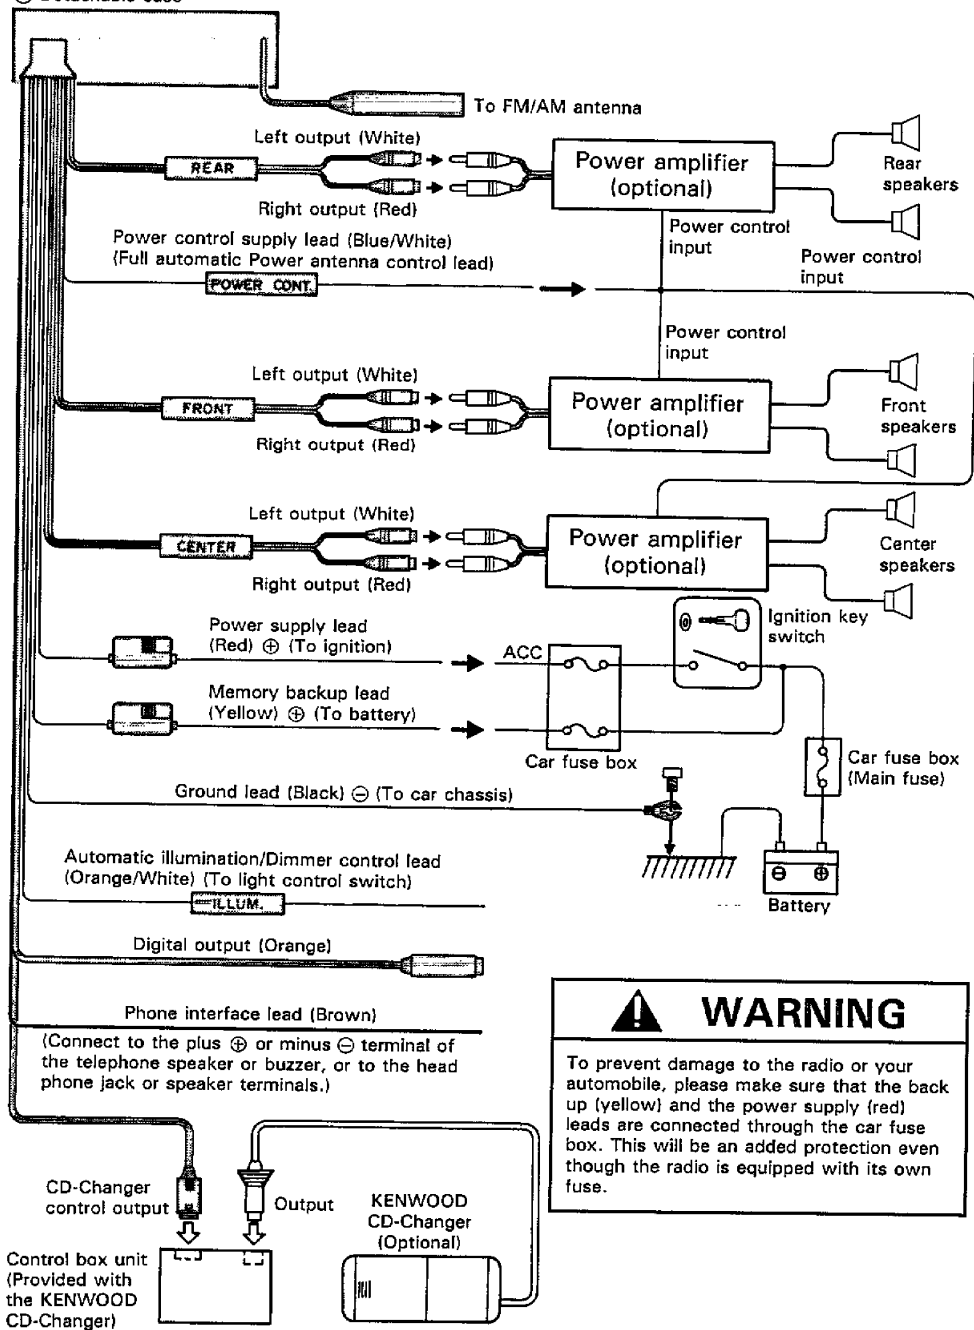 To FM/AM antenna
Left output (White)
REAR
Right output (Red)
Power amplifier
(optional)
Rear
speakers
Power control
input
Power control
input
Power control supply lead (Blue/White)
(Full automatic Power antenna control lead)
POWER CONT.
Power control
input
Left output (White)
FRONT
Right output (Red)
Power amplifier
(optional)
Front
speakers
Left output (White)
CENTER
Right output (Red)
Power amplifier
(optional)
Center
speakers
Power supply lead
(Red) ⊕ (To ignition)
ACC
Ignition key
switch
Memory backup lead
(Yellow) ⊕ (To battery)
Car fuse box
Car fuse box
(Main fuse)
Ground lead (Black) ⊖ (To car chassis)
⊖ ⊕
Battery
Automatic illumination/Dimmer control lead
(Orange/White) (To light control switch)
ILLUM.
Digital output (Orange)
Phone interface lead (Brown)
(Connect to the plus ⊕ or minus ⊖ terminal of
the telephone speaker or buzzer, or to the head
phone jack or speaker terminals.)
WARNING
To prevent damage to the radio or your
automobile, please make sure that the back
up (yellow) and the power supply (red)
leads are connected through the car fuse
box. This will be an added protection even
though the radio is equipped with its own
fuse.
CD-Changer
control output
Output
KENWOOD
CD-Changer
(Optional)
Control box unit
(Provided with
the KENWOOD
CD-Changer)